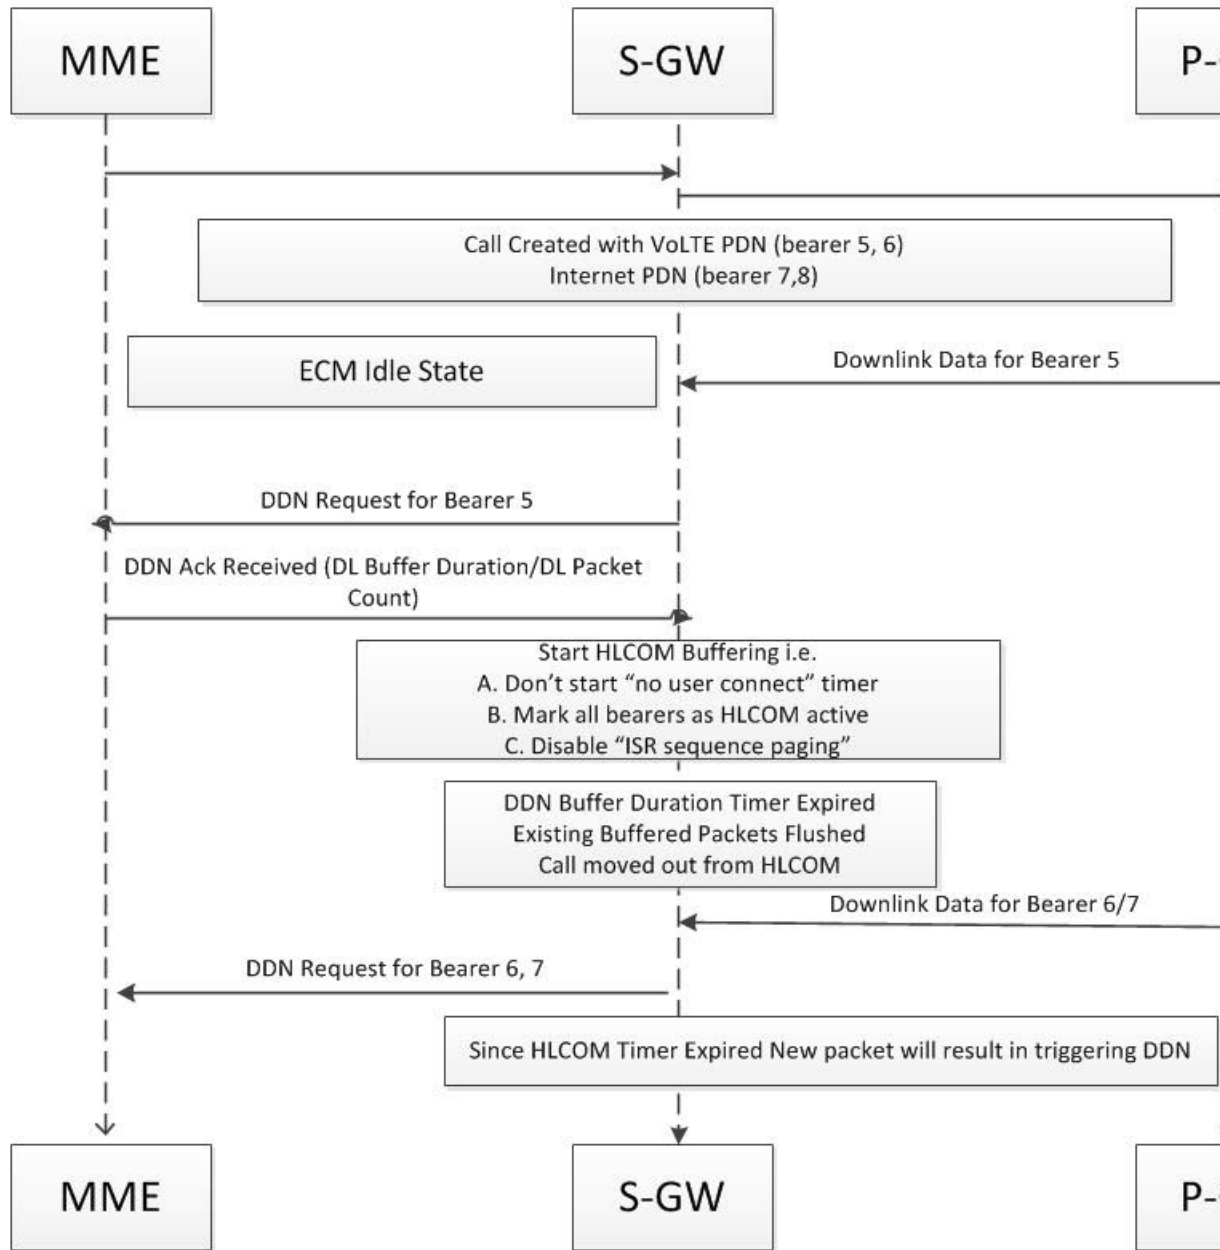 MME
S-GW
P-
Call Created with VoLTE PDN (bearer 5, 6)
Internet PDN (bearer 7,8)
ECM Idle State
Downlink Data for Bearer 5
DDN Request for Bearer 5
DDN Ack Received (DL Buffer Duration/DL Packet
Count)
Start HLCOM Buffering i.e.
A. Don't start “no user connect” timer
B. Mark all bearers as HLCOM active
C. Disable “ISR sequence paging”
DDN Buffer Duration Timer Expired
Existing Buffered Packets Flushed
Call moved out from HLCOM
Downlink Data for Bearer 6/7
DDN Request for Bearer 6, 7
Since HLCOM Timer Expired New packet will result in triggering DDN
MME
S-GW
P-